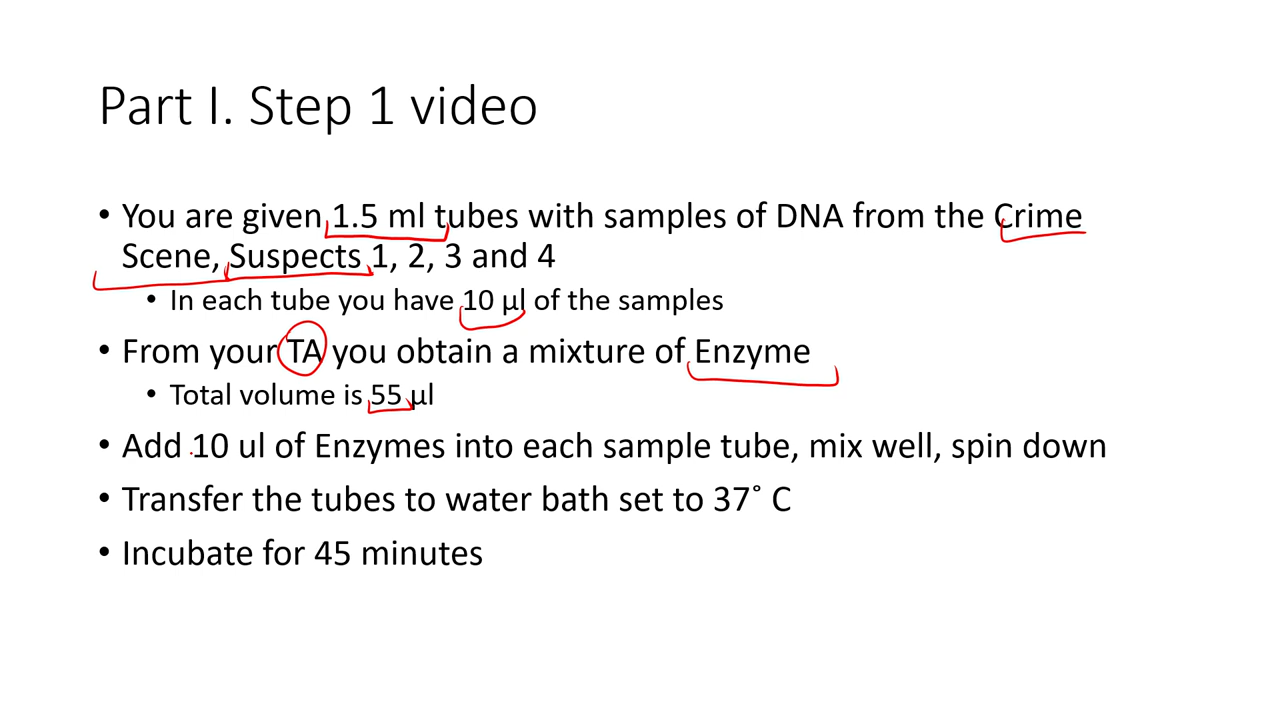 Part I. Step 1 video
• You are given 1.5 ml tubes with samples of DNA from the Crime
Scene, Suspects 1, 2, 3 and 4
• In each tube you have 10 µl of the samples
• From your TA you obtain a mixture of Enzyme
• Total volume is 55 µl
• Add 10 ul of Enzymes into each sample tube, mix well, spin down
• Transfer the tubes to water bath set to 37˚ C
• Incubate for 45 minutes